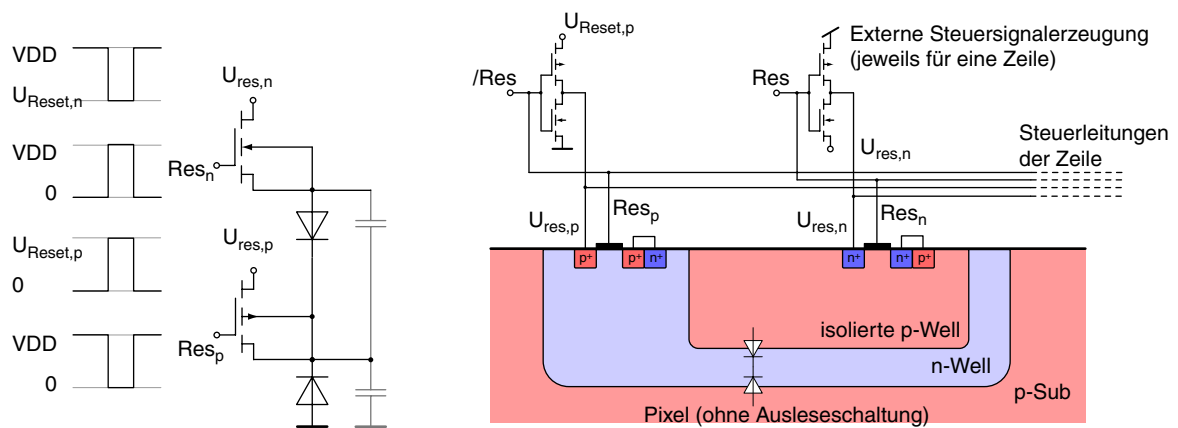 VDD
U_Reset,n
VDD
0
U_Reset,p
0
VDD
0
U_res,n
Res_n
U_res,p
Res_p
U_Reset,p
/Res
Res
Externe Steuersignalerzeugung
(jeweils für eine Zeile)
U_res,n
Steuerleitungen
der Zeile
U_res,p
Res_p
U_res,n
Res_n
p+
p+
n+
n+
n+
p+
isolierte p-Well
n-Well
p-Sub
Pixel (ohne Ausleseschaltung)